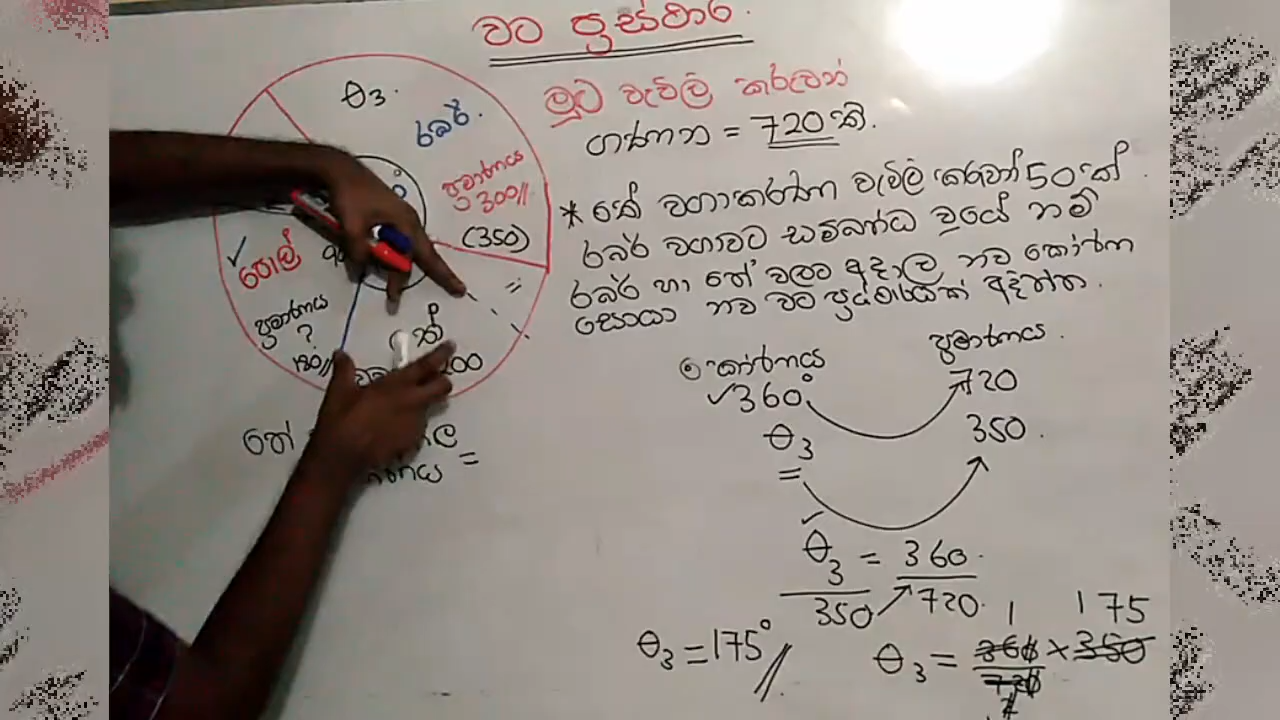 වට ප්‍රස්ථාර.
මුළු වැවිලි කරුවන්
ගණන = 720 කි.
* තේ වගාකරන වැවිලි කරුවන් 50 ක්
රබර් වගාවට සම්බන්ධ වූයේ නම්
රබර් හා තේ වලට අදාල නව කෝණ
සොයා නව වට ප්‍රස්ථාරයක් අඳින්න.
θ3.
රබර්.
ප්‍රමාණය
300//
(350)
✓ පොල්
ප්‍රමාණය
?
180//
200
තේ
=
කෝණය
ප්‍රමාණය.
✓360°
720
θ3
350.
=
✓
θ3 = 360.
350 720.
1 175
θ3 = 360 × 350
720
2
θ3 = 175° //